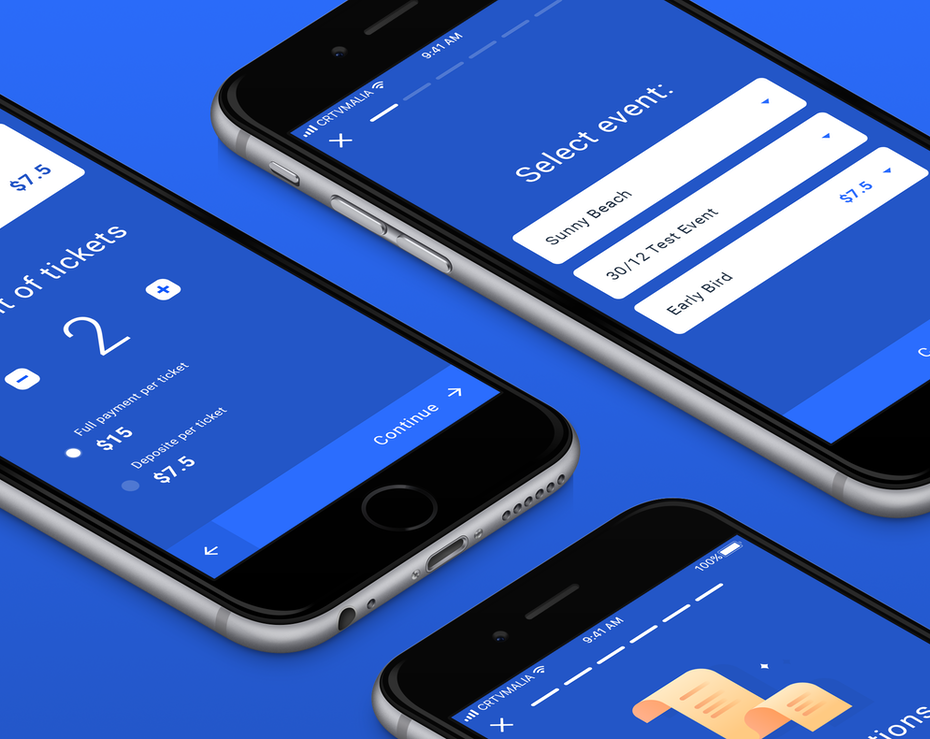 $7.5
of tickets
2
Full payment per ticket
$15
Deposite per ticket
$7.5
Continue
CRTVMALIA
9:41 AM
Select event:
Sunny Beach
30/12 Test Event
Early Bird
$7.5
CRTVMALIA
9:41 AM
100%